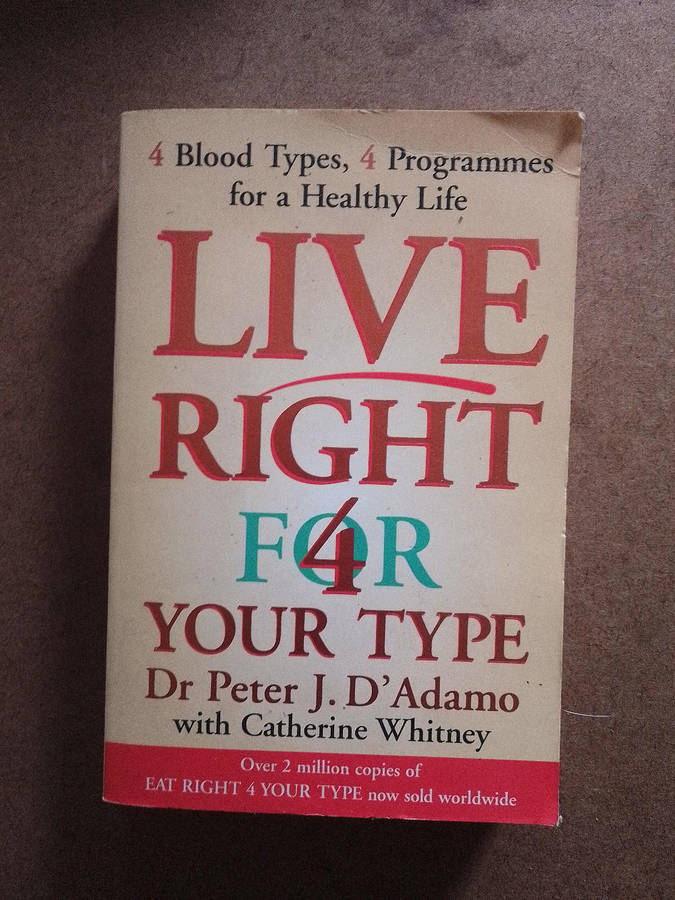 4 Blood Types, 4 Programmes
for a Healthy Life
LIVE
RIGHT
FOR
4
YOUR TYPE
Dr Peter J. D'Adamo
with Catherine Whitney
Over 2 million copies of
EAT RIGHT 4 YOUR TYPE now sold worldwide